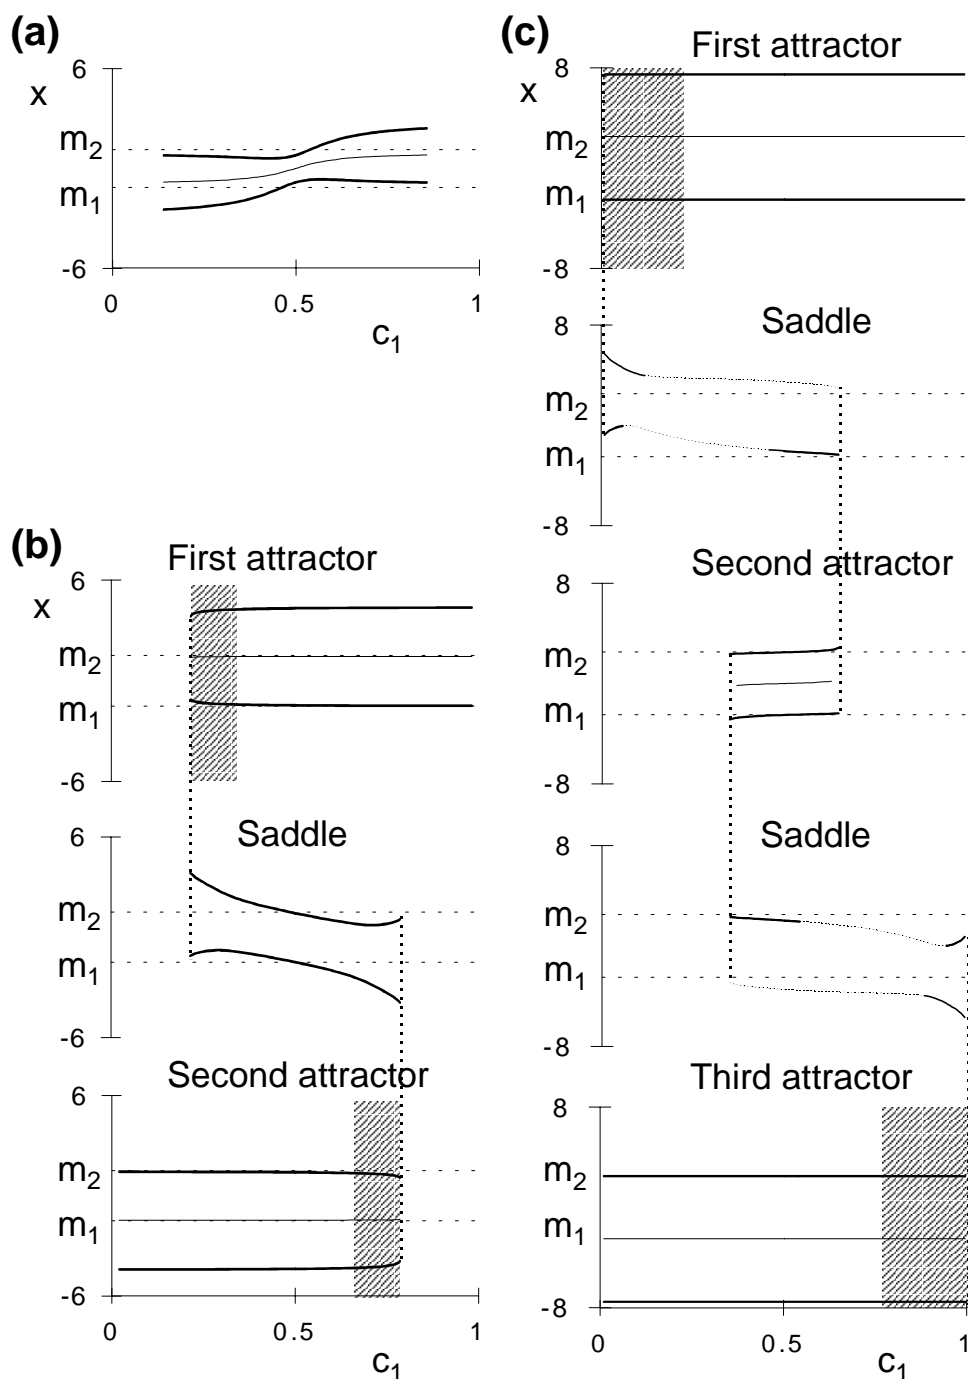 (a)
6
x
m2
m1
-6
0
0.5
1
c1
(b)
First attractor
6
x
m2
m1
-6
Saddle
6
m2
m1
-6
Second attractor
6
m2
m1
-6
0
0.5
1
c1
(c)
First attractor
8
x
m2
m1
-8
Saddle
8
m2
m1
-8
Second attractor
8
m2
m1
-8
Saddle
8
m2
m1
-8
Third attractor
8
m2
m1
-8
0
0.5
1
c1